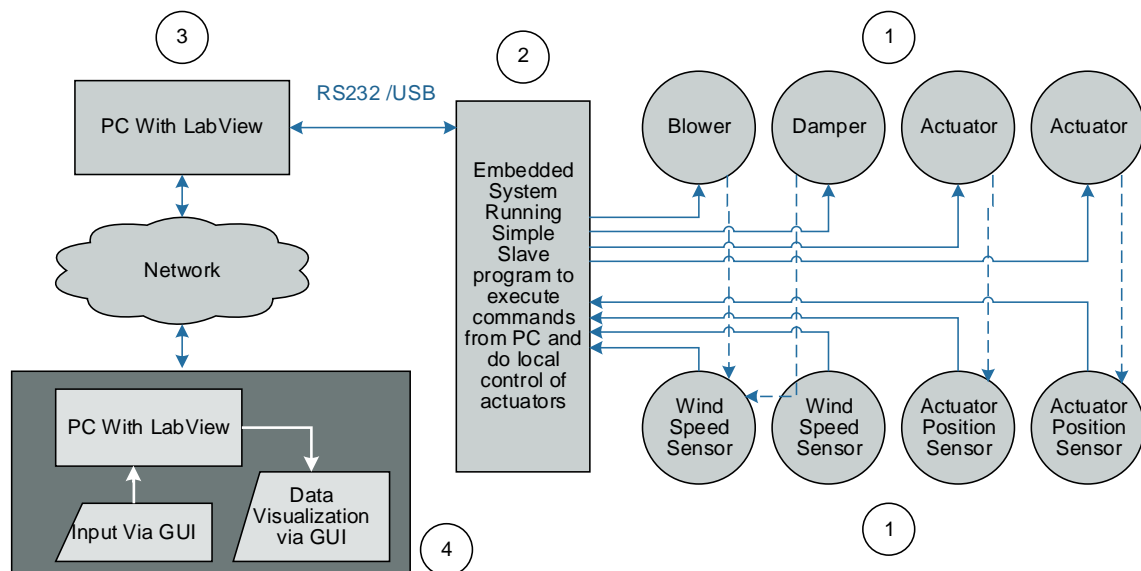 3
2
1
RS232 /USB
PC With LabView
Blower
Damper
Actuator
Actuator
Embedded
System
Running
Simple
Slave
program to
execute
commands
from PC and
do local
control of
actuators
Network
PC With LabView
Input Via GUI
Data
Visualization
via GUI
4
Wind
Speed
Sensor
Wind
Speed
Sensor
Actuator
Position
Sensor
Actuator
Position
Sensor
1